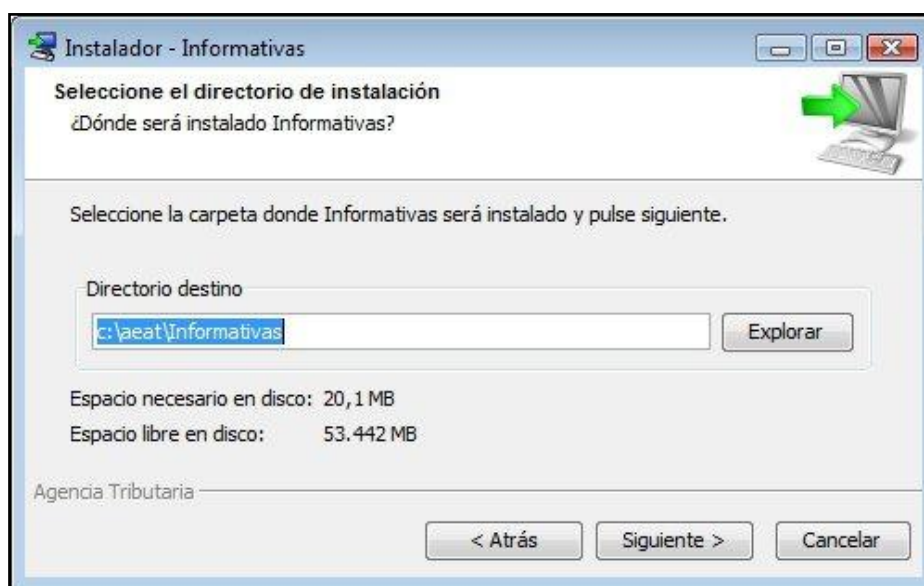 Instalador - Informativas
Seleccione el directorio de instalación
¿Dónde será instalado Informativas?
Seleccione la carpeta donde Informativas será instalado y pulse siguiente.
Directorio destino
c:\aeat\Informativas
Explorar
Espacio necesario en disco: 20,1 MB
Espacio libre en disco: 53.442 MB
Agencia Tributaria
< Atrás Siguiente > Cancelar